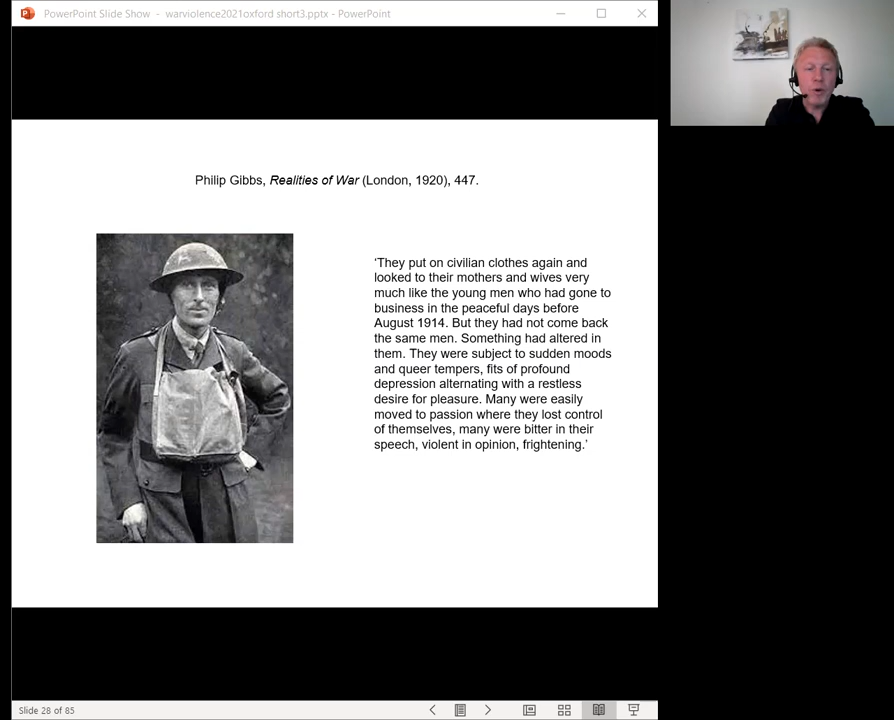 PowerPoint Slide Show - warviolence2021oxford short3.pptx - PowerPoint
Philip Gibbs, Realities of War (London, 1920), 447.
‘They put on civilian clothes again and
looked to their mothers and wives very
much like the young men who had gone to
business in the peaceful days before
August 1914. But they had not come back
the same men. Something had altered in
them. They were subject to sudden moods
and queer tempers, fits of profound
depression alternating with a restless
desire for pleasure. Many were easily
moved to passion where they lost control
of themselves, many were bitter in their
speech, violent in opinion, frightening.’
Slide 28 of 85